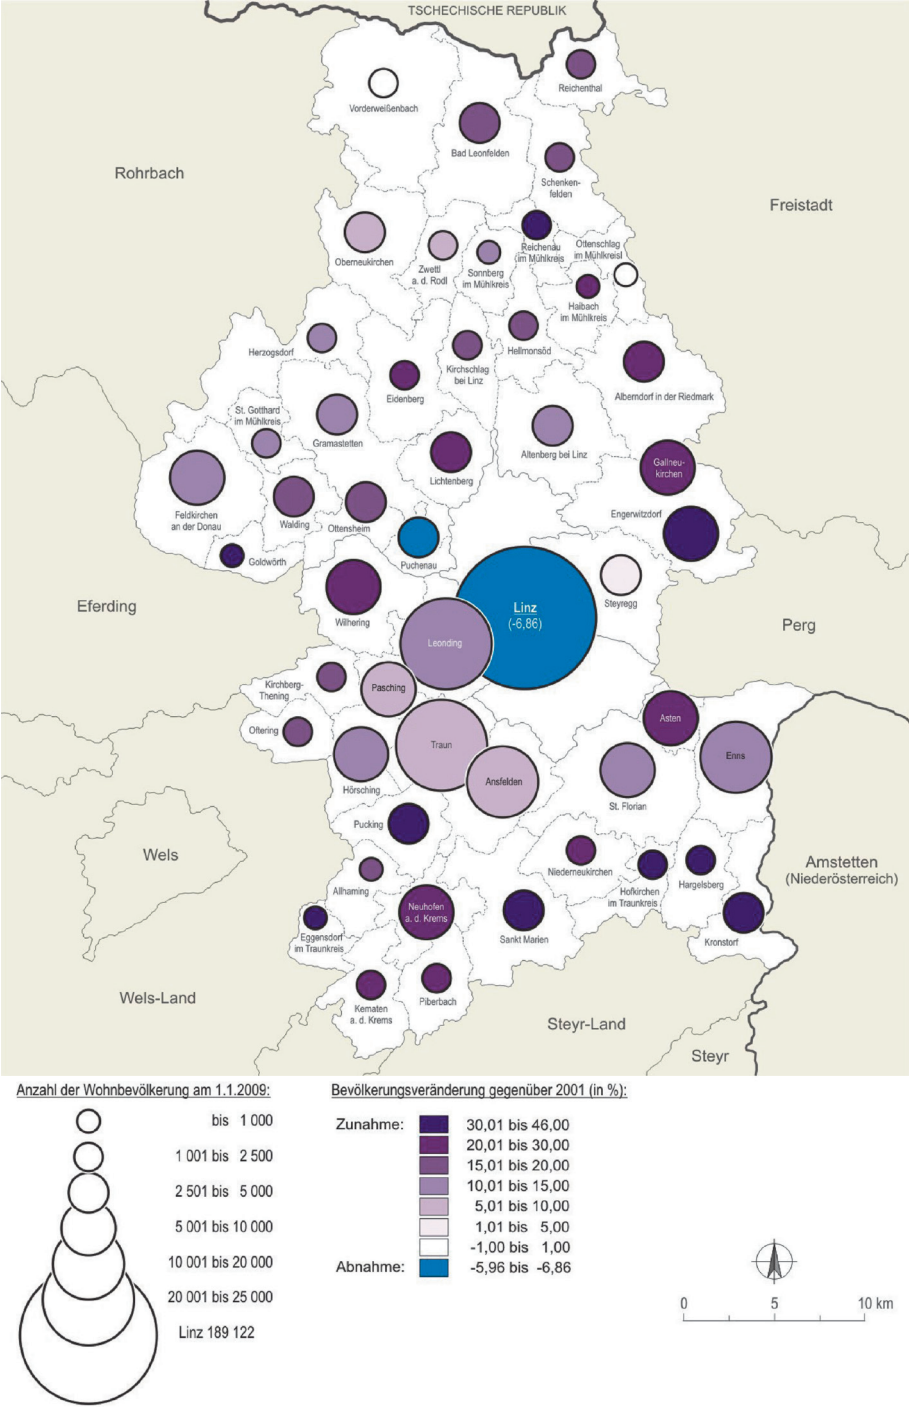 TSCHECHISCHE REPUBLIK
Reichenthal
Vorderweißenbach
Bad Leonfelden
Rohrbach
Schenken-
felden
Freistadt
Oberneukirchen
Zwettl
a. d. Rodl
Sonnberg
im Mühlkreis
Reichenau
im Mühlkreis
Ottenschlag
im Mühlkreisl
Haibach
im Mühlkreis
Herzogsdorf
Kirchschlag
bei Linz
Hellmonsöd
Eidenberg
Alberndorf in der Riedmark
St. Gotthard
im Mühlkreis
Gramastetten
Altenberg bei Linz
Lichtenberg
Gallneu-
kirchen
Feldkirchen
an der Donau
Walding
Ottensheim
Engerwitzdorf
Goldwörth
Puchenau
Steyregg
Eferding
Linz
(-6,86)
Wilhering
Perg
Leonding
Kirchberg-
Thening
Pasching
Oftering
Asten
Traun
Enns
Hörsching
Ansfelden
St. Florian
Pucking
Wels
Niederneukirchen
Amstetten
(Niederösterreich)
Allhaming
Hofkirchen
im Traunkreis
Hargelsberg
Neuhofen
a. d. Krems
Eggensdorf
im Traunkreis
Sankt Marien
Kronstorf
Wels-Land
Kematen
a. d. Krems
Piberbach
Steyr-Land
Steyr
Anzahl der Wohnbevölkerung am 1.1.2009:
bis 1 000
1 001 bis 2 500
2 501 bis 5 000
5 001 bis 10 000
10 001 bis 20 000
20 001 bis 25 000
Linz 189 122
Bevölkerungsveränderung gegenüber 2001 (in %):
Zunahme: 30,01 bis 46,00
20,01 bis 30,00
15,01 bis 20,00
10,01 bis 15,00
5,01 bis 10,00
1,01 bis 5,00
-1,00 bis 1,00
Abnahme: -5,96 bis -6,86
0 5 10 km